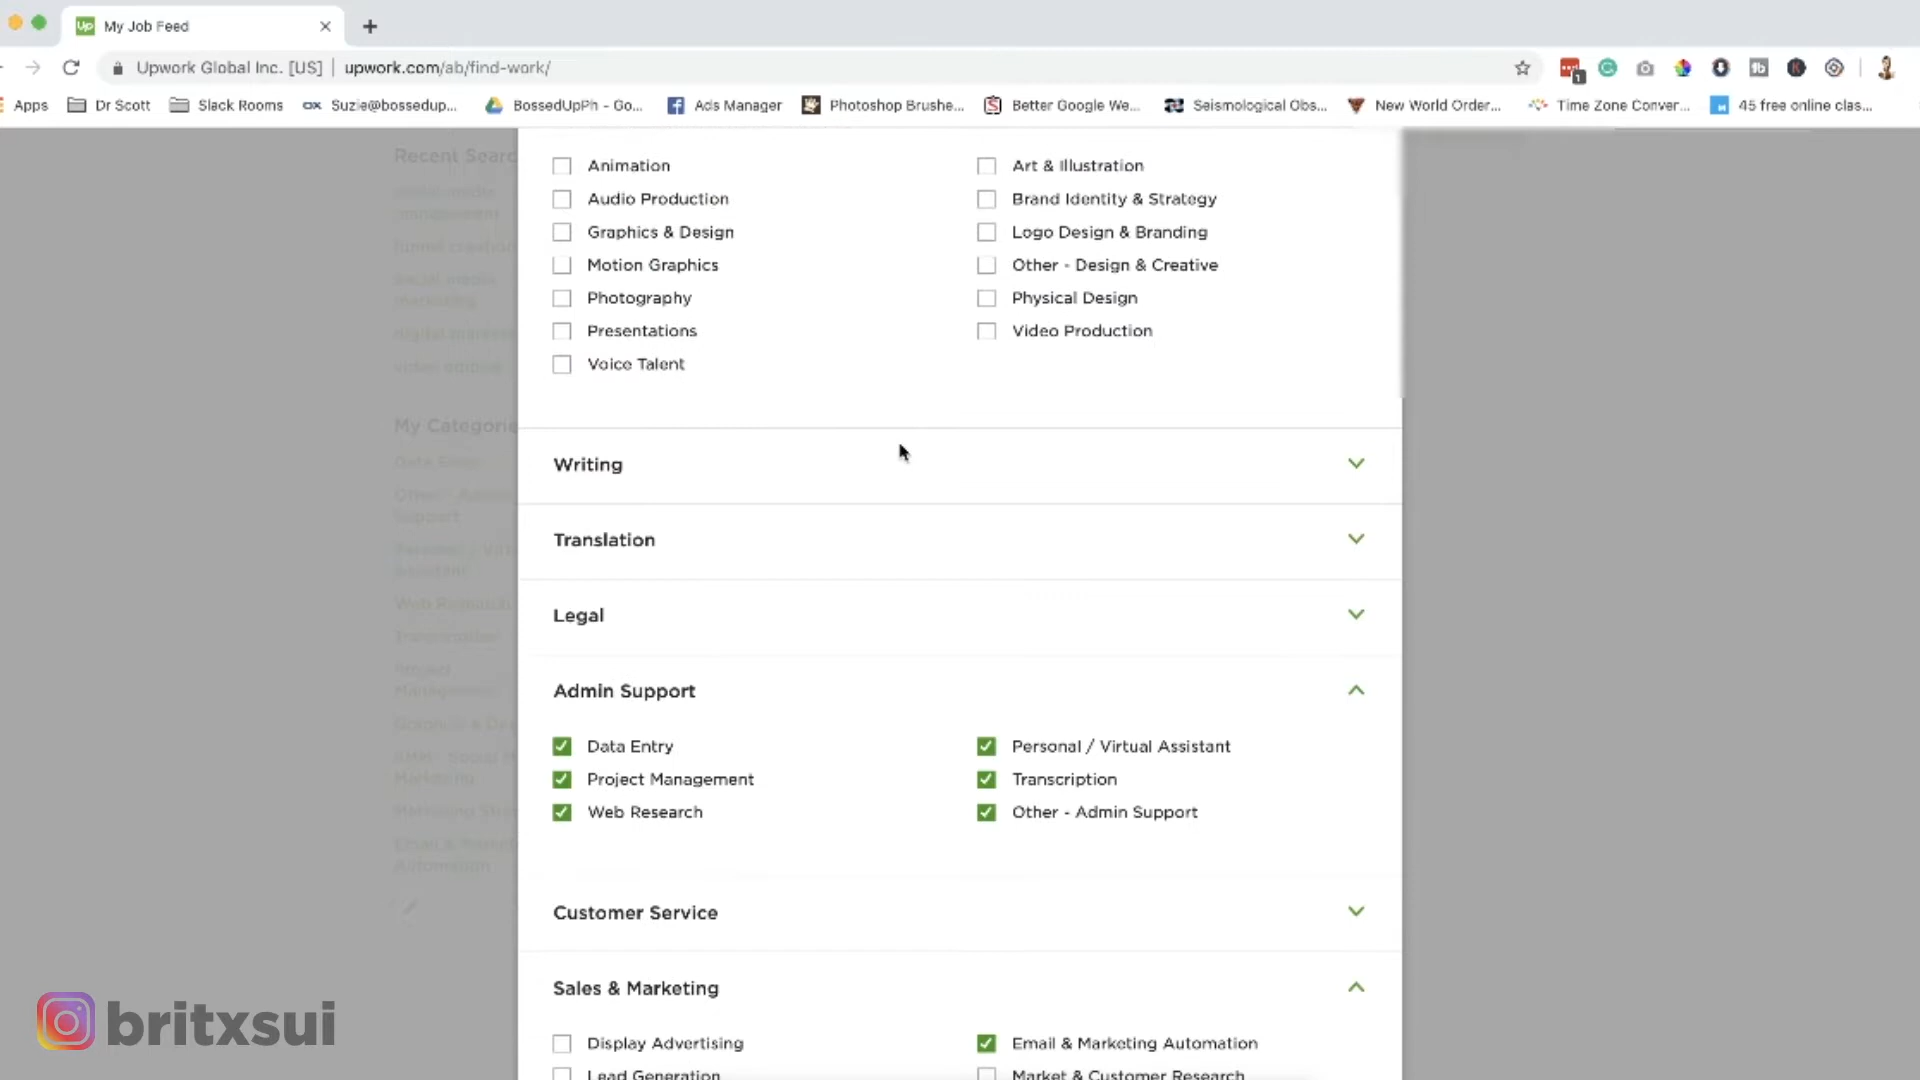 My Job Feed
Upwork Global Inc. [US] | upwork.com/ab/find-work/
Apps Dr Scott Slack Rooms Suzie@bossedup... BossedUpPh - Go... Ads Manager Photoshop Brushe... Better Google We... Seismological Obs... New World Order... Time Zone Conver... 45 free online clas...
Recent Searc
Animation
Art & Illustration
Audio Production
Brand Identity & Strategy
Graphics & Design
Logo Design & Branding
Motion Graphics
Other - Design & Creative
Photography
Physical Design
Presentations
Video Production
Voice Talent
My Categorie
Writing
Translation
Legal
Admin Support
Data Entry
Personal / Virtual Assistant
Project Management
Transcription
Web Research
Other - Admin Support
Customer Service
Sales & Marketing
Display Advertising
Email & Marketing Automation
Lead Generation
Market & Customer Research
britxsui